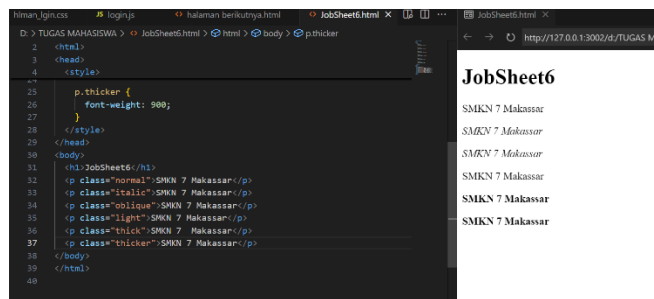 hlman_lgin.css JS login.js <> halaman berikutnya.html <> JobSheet6.html × ...
D: > TUGAS MAHASISWA > <> JobSheet6.html > html > body > p.thicker
2 <html>
3 <head>
4 <style>
24
25 p.thicker {
26 font-weight: 900;
27 }
28 </style>
29 </head>
30 <body>
31 <h1>JobSheet6</h1>
32 <p class="normal">SMKN 7 Makassar</p>
33 <p class="italic">SMKN 7 Makassar</p>
34 <p class="oblique">SMKN 7 Makassar</p>
35 <p class="light">SMKN 7 Makassar</p>
36 <p class="thick">SMKN 7  Makassar</p>
37 <p class="thicker">SMKN 7 Makassar</p>
38 </body>
39 </html>
40
JobSheet6.html ×
http://127.0.0.1:3002/d:/TUGAS M
JobSheet6
SMKN 7 Makassar
SMKN 7 Makassar
SMKN 7 Makassar
SMKN 7 Makassar
SMKN 7 Makassar
SMKN 7 Makassar